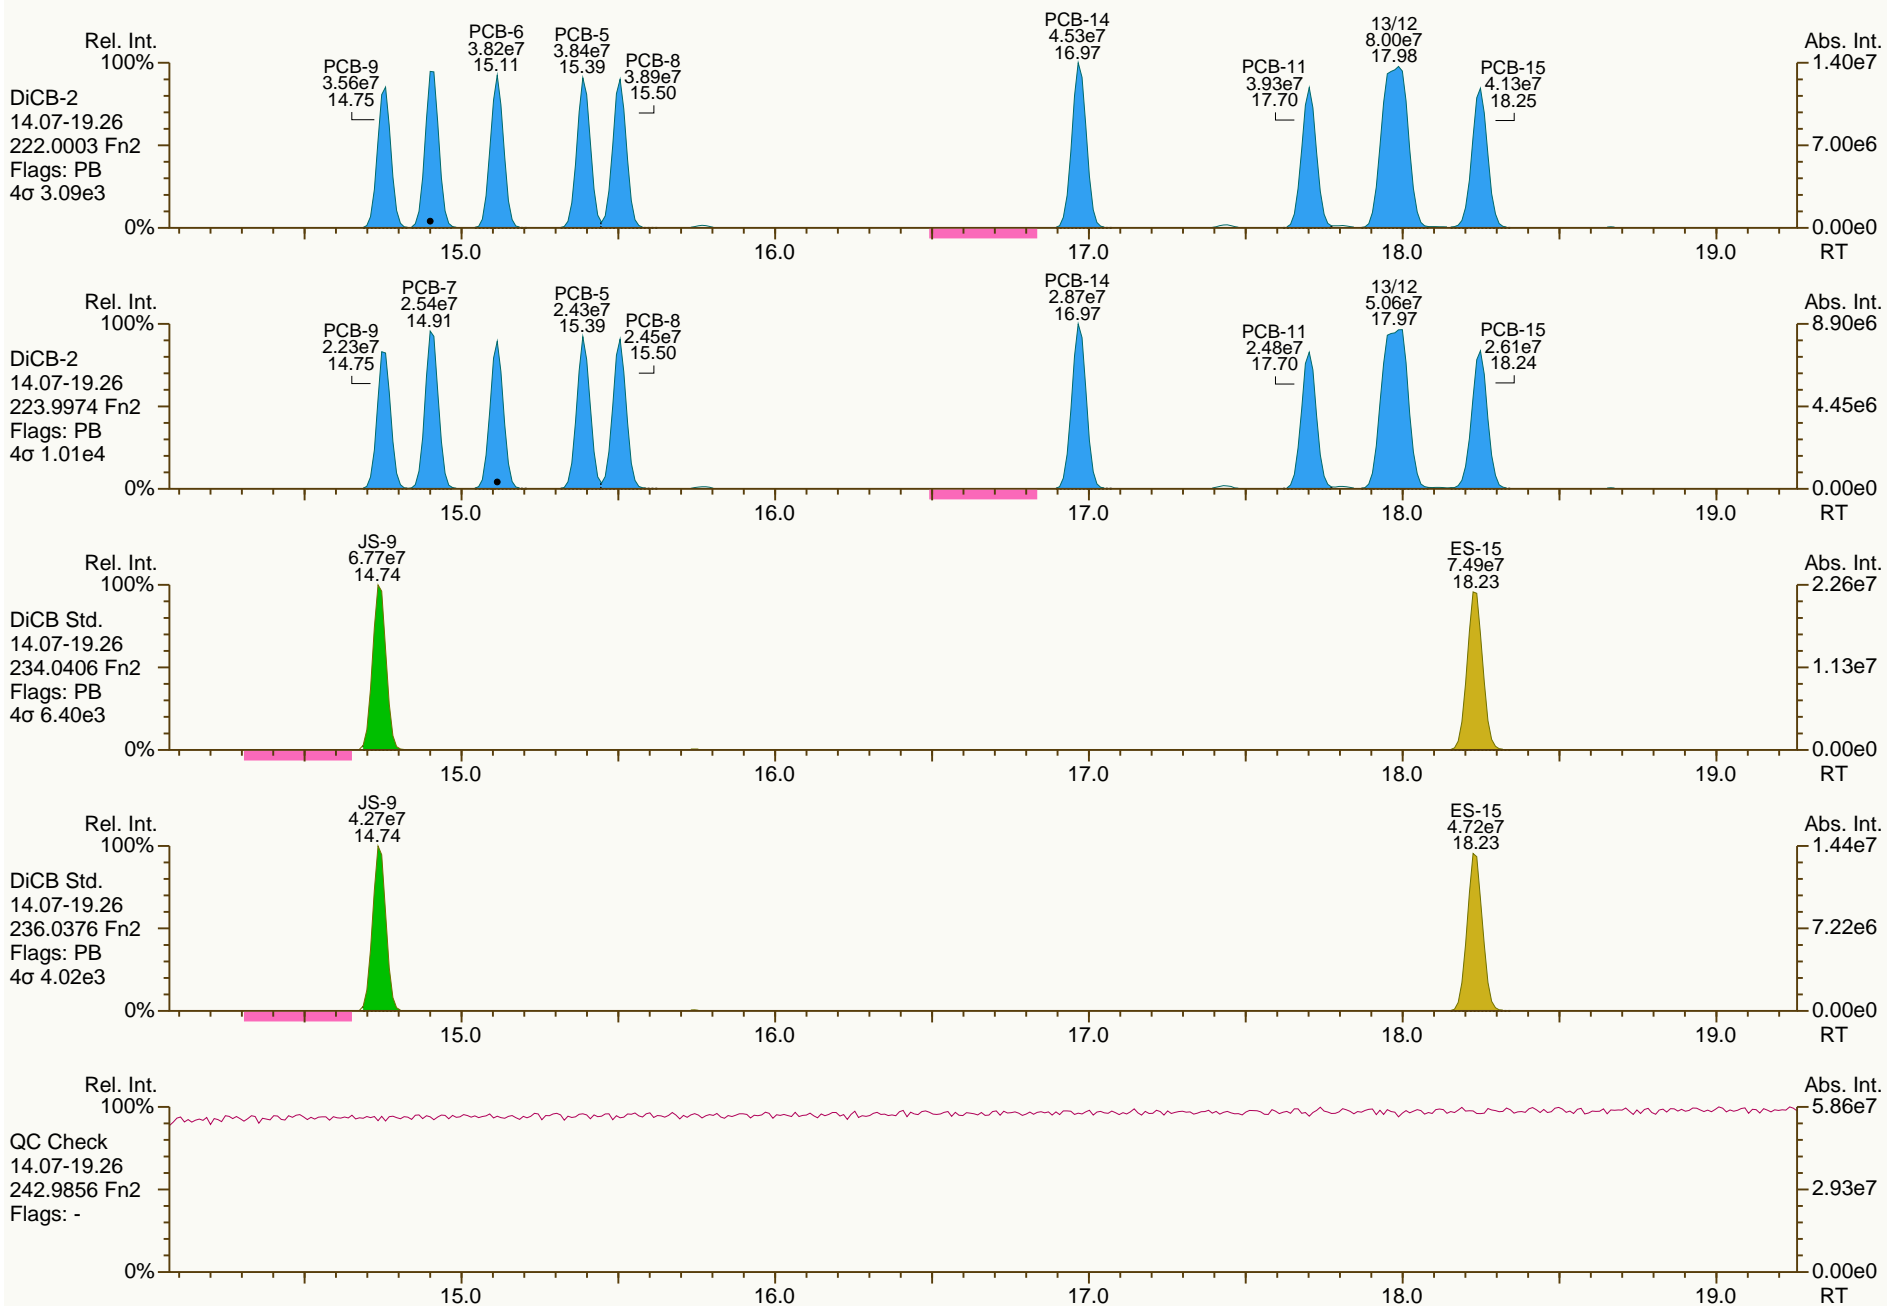 Rel. Int.
100%
0%
DiCB-2
14.07-19.26
222.0003 Fn2
Flags: PB
4σ 3.09e3
PCB-9
3.56e7
14.75
PCB-6
3.82e7
15.11
PCB-5
3.84e7
15.39
PCB-8
3.89e7
15.50
PCB-14
4.53e7
16.97
PCB-11
3.93e7
17.70
13/12
8.00e7
17.98
PCB-15
4.13e7
18.25
Abs. Int.
1.40e7
7.00e6
0.00e0
15.0 16.0 17.0 18.0 19.0 RT
Rel. Int.
100%
0%
DiCB-2
14.07-19.26
223.9974 Fn2
Flags: PB
4σ 1.01e4
PCB-9
2.23e7
14.75
PCB-7
2.54e7
14.91
PCB-5
2.43e7
15.39
PCB-8
2.45e7
15.50
PCB-14
2.87e7
16.97
PCB-11
2.48e7
17.70
13/12
5.06e7
17.97
PCB-15
2.61e7
18.24
Abs. Int.
8.90e6
4.45e6
0.00e0
15.0 16.0 17.0 18.0 19.0 RT
Rel. Int.
100%
0%
DiCB Std.
14.07-19.26
234.0406 Fn2
Flags: PB
4σ 6.40e3
JS-9
6.77e7
14.74
ES-15
7.49e7
18.23
Abs. Int.
2.26e7
1.13e7
0.00e0
15.0 16.0 17.0 18.0 19.0 RT
Rel. Int.
100%
0%
DiCB Std.
14.07-19.26
236.0376 Fn2
Flags: PB
4σ 4.02e3
JS-9
4.27e7
14.74
ES-15
4.72e7
18.23
Abs. Int.
1.44e7
7.22e6
0.00e0
15.0 16.0 17.0 18.0 19.0 RT
Rel. Int.
100%
0%
QC Check
14.07-19.26
242.9856 Fn2
Flags: -
Abs. Int.
5.86e7
2.93e7
0.00e0
15.0 16.0 17.0 18.0 19.0 RT